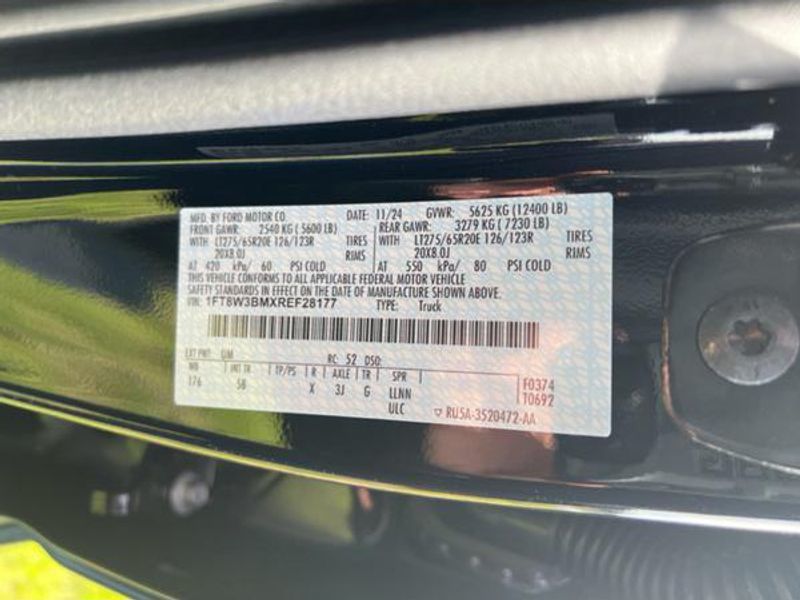 MFD. BY FORD MOTOR CO. DATE: 11/24 GVWR: 5625 KG (12400 LB)
FRONT GAWR: 2540 KG ( 5600 LB) REAR GAWR: 3279 KG ( 7230 LB)
WITH LT275/65R20E 126/123R TIRES WITH LT275/65R20E 126/123R TIRES
20X8.0J RIMS 20X8.0J RIMS
AT 420 kPa/ 60 PSI COLD AT 550 kPa/ 80 PSI COLD
THIS VEHICLE CONFORMS TO ALL APPLICABLE FEDERAL MOTOR VEHICLE
SAFETY STANDARDS IN EFFECT ON THE DATE OF MANUFACTURE SHOWN ABOVE.
VIN: 1FT8W3BMXREF28177 TYPE: Truck
EXT PNT: UM RC: 52 DSO:
WB INT TR TP/PS R AXLE TR SPR
176 SB X 3J G LLNN F0374
ULC T0692
RU5A-3520472-AA